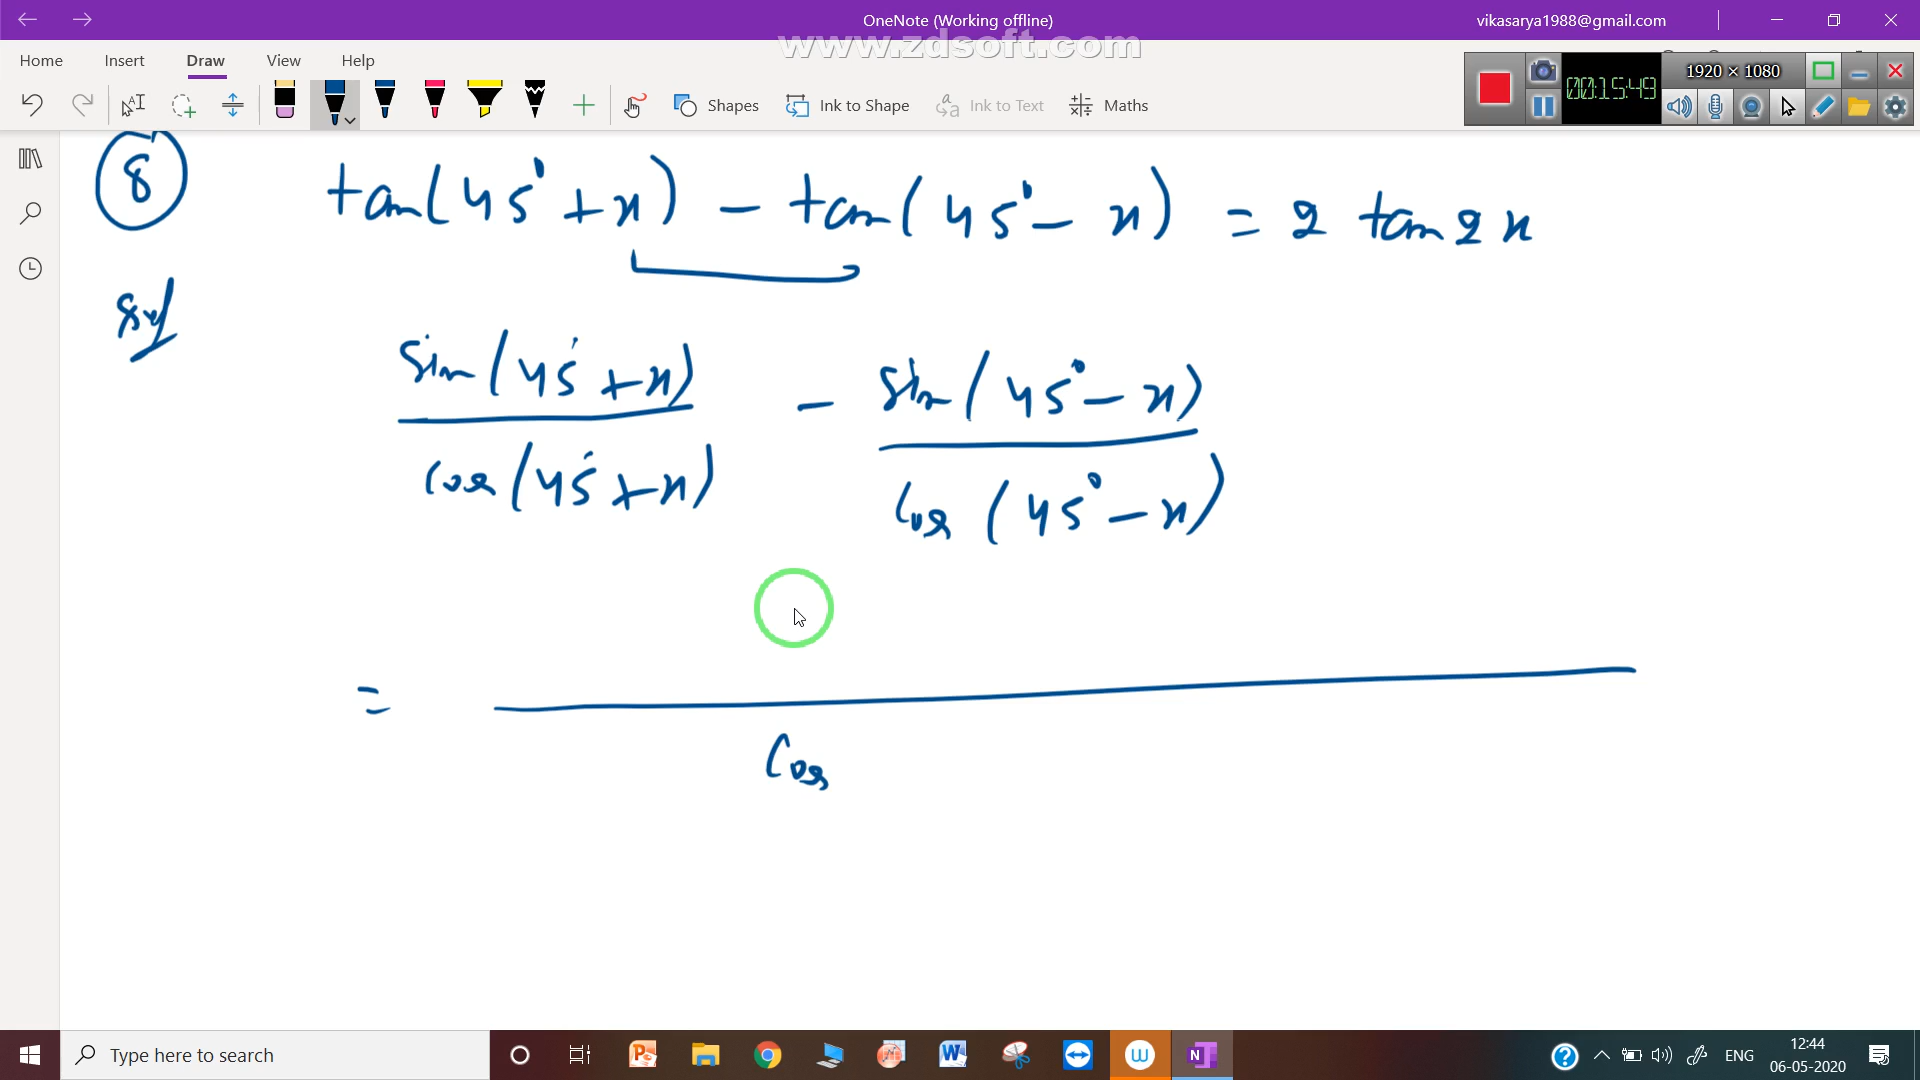 OneNote (Working offline)
vikasarya1988@gmail.com
www.zdsoft.com
Home Insert Draw View Help
00:15:49
1920 × 1080
Shapes Ink to Shape Ink to Text Maths
8 tan(45° + x) - tan(45° - x) = 2 tan 2x
Sol
sin(45° + x) - sin(45° - x)
cos(45° + x) cos(45° - x)
=
cos
Type here to search
ENG
12:44
06-05-2020